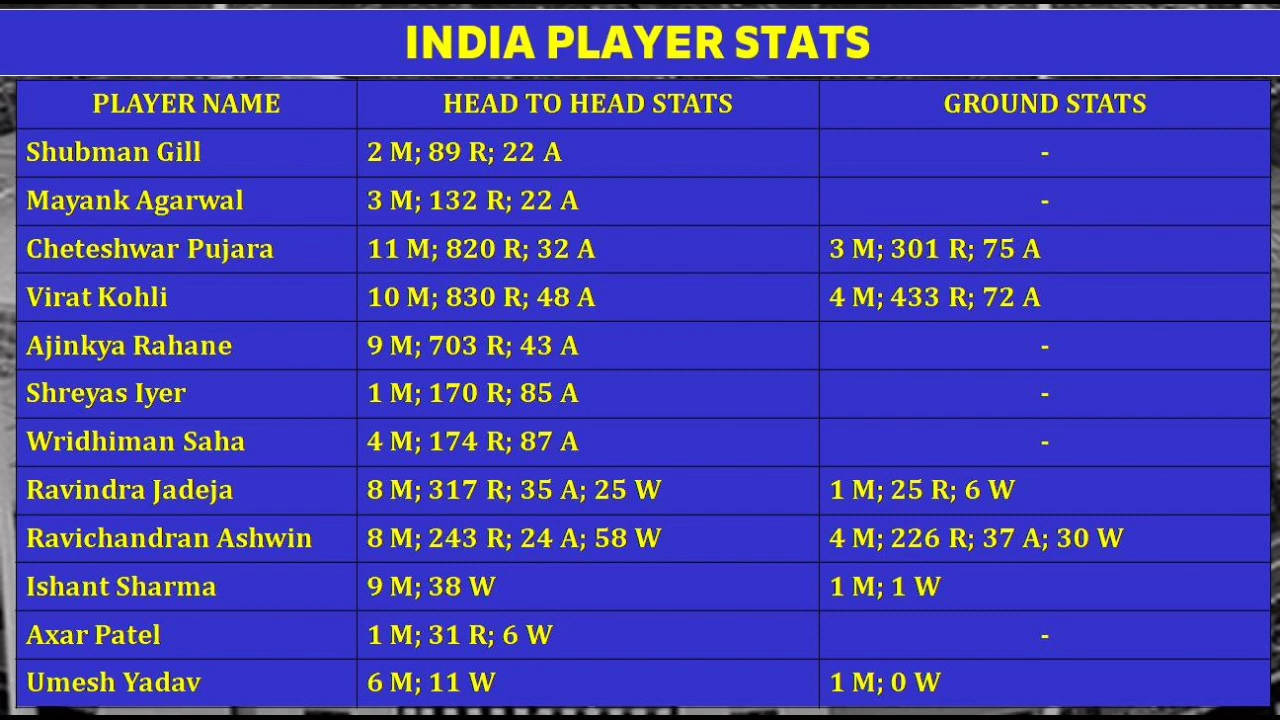 INDIA PLAYER STATS
PLAYER NAME HEAD TO HEAD STATS GROUND STATS
Shubman Gill 2 M; 89 R; 22 A -
Mayank Agarwal 3 M; 132 R; 22 A -
Cheteshwar Pujara 11 M; 820 R; 32 A 3 M; 301 R; 75 A
Virat Kohli 10 M; 830 R; 48 A 4 M; 433 R; 72 A
Ajinkya Rahane 9 M; 703 R; 43 A -
Shreyas Iyer 1 M; 170 R; 85 A -
Wridhiman Saha 4 M; 174 R; 87 A -
Ravindra Jadeja 8 M; 317 R; 35 A; 25 W 1 M; 25 R; 6 W
Ravichandran Ashwin 8 M; 243 R; 24 A; 58 W 4 M; 226 R; 37 A; 30 W
Ishant Sharma 9 M; 38 W 1 M; 1 W
Axar Patel 1 M; 31 R; 6 W -
Umesh Yadav 6 M; 11 W 1 M; 0 W